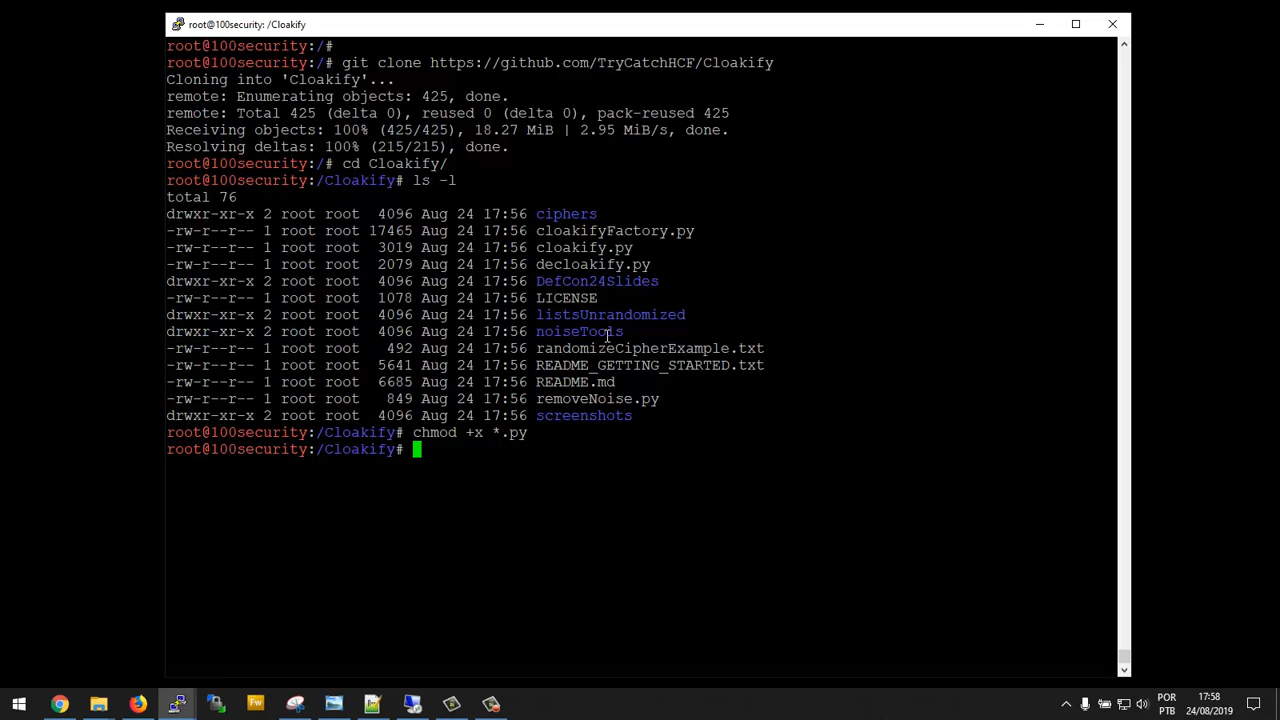 root@100security: /Cloakify
root@100security:/#
root@100security:/# git clone https://github.com/TryCatchHCF/Cloakify
Cloning into 'Cloakify'...
remote: Enumerating objects: 425, done.
remote: Total 425 (delta 0), reused 0 (delta 0), pack-reused 425
Receiving objects: 100% (425/425), 18.27 MiB | 2.95 MiB/s, done.
Resolving deltas: 100% (215/215), done.
root@100security:/# cd Cloakify/
root@100security:/Cloakify# ls -l
total 76
drwxr-xr-x 2 root root  4096 Aug 24 17:56 ciphers
-rw-r--r-- 1 root root 17465 Aug 24 17:56 cloakifyFactory.py
-rw-r--r-- 1 root root  3019 Aug 24 17:56 cloakify.py
-rw-r--r-- 1 root root  2079 Aug 24 17:56 decloakify.py
drwxr-xr-x 2 root root  4096 Aug 24 17:56 DefCon24Slides
-rw-r--r-- 1 root root  1078 Aug 24 17:56 LICENSE
drwxr-xr-x 2 root root  4096 Aug 24 17:56 listsUnrandomized
drwxr-xr-x 2 root root  4096 Aug 24 17:56 noiseTools
-rw-r--r-- 1 root root   492 Aug 24 17:56 randomizeCipherExample.txt
-rw-r--r-- 1 root root  5641 Aug 24 17:56 README_GETTING_STARTED.txt
-rw-r--r-- 1 root root  6685 Aug 24 17:56 README.md
-rw-r--r-- 1 root root   849 Aug 24 17:56 removeNoise.py
drwxr-xr-x 2 root root  4096 Aug 24 17:56 screenshots
root@100security:/Cloakify# chmod +x *.py
root@100security:/Cloakify#
Fw
POR
PTB
17:58
24/08/2019